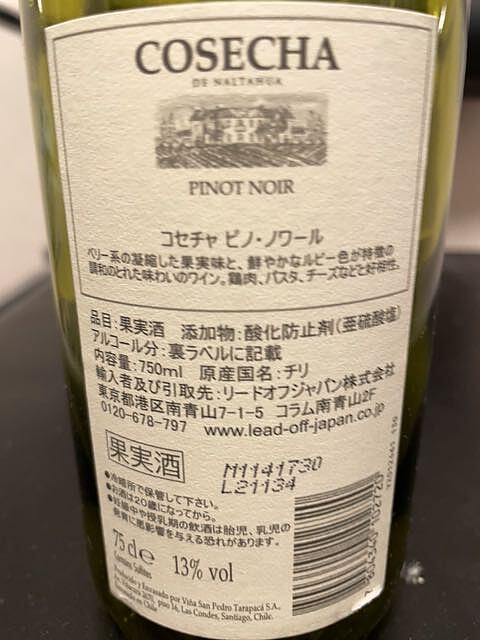 COSECHA
DE NALTAHUA
PINOT NOIR
コセチャ ピノ・ノワール
ベリー系の凝縮した果実味と、鮮やかなルビー色が特徴の
調和のとれた味わいのワイン。鶏肉、パスタ、チーズなどと好相性。
品目：果実酒 添加物：酸化防止剤（亜硫酸塩）
アルコール分：裏ラベルに記載
内容量：750ml 原産国名：チリ
輸入者及び引取先：リードオフジャパン株式会社
東京都港区南青山7-1-5 コラム南青山2F
0120-678-797 www.lead-off-japan.co.jp
果実酒
M1141730
L21134
●冷暗所で保管して下さい。
●お酒は20歳になってから。
●妊娠中や授乳期の飲酒は胎児、乳児の
発育に悪影響を与える恐れがあります。
75 cl e 13% vol
Contains Sulfites
Producido y Envasado por Viña San Pedro Tarapacá S.A.,
piso 16, Las Condes, Santiago, Chile.